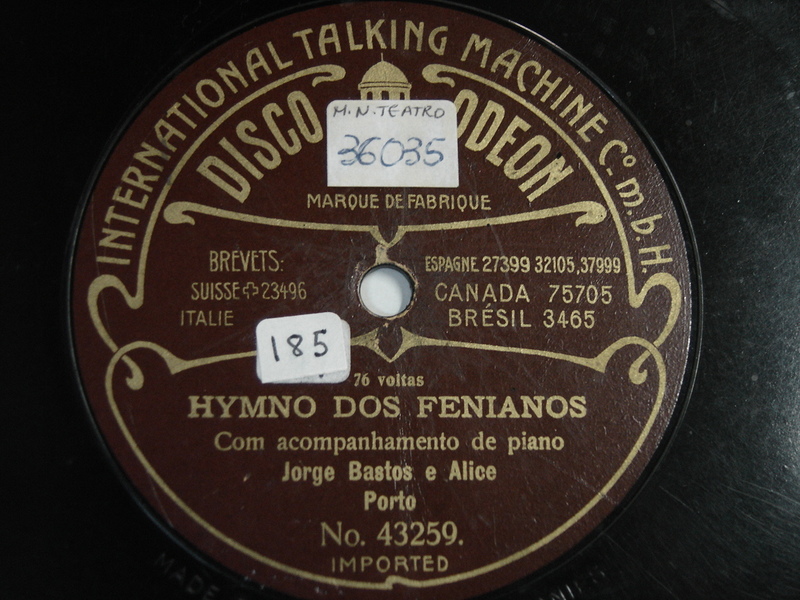 INTERNATIONAL TALKING MACHINE Co. m. b. H.
DISCO ODEON
M.N. TEATRO
36035
MARQUE DE FABRIQUE
BREVETS:
SUISSE 23496
ITALIE
ESPAGNE 27399 32105,37999
CANADA 75705
BRÉSIL 3465
185
76 voltas
HYMNO DOS FENIANOS
Com acompanhamento de piano
Jorge Bastos e Alice
Porto
No. 43259.
IMPORTED
MADE